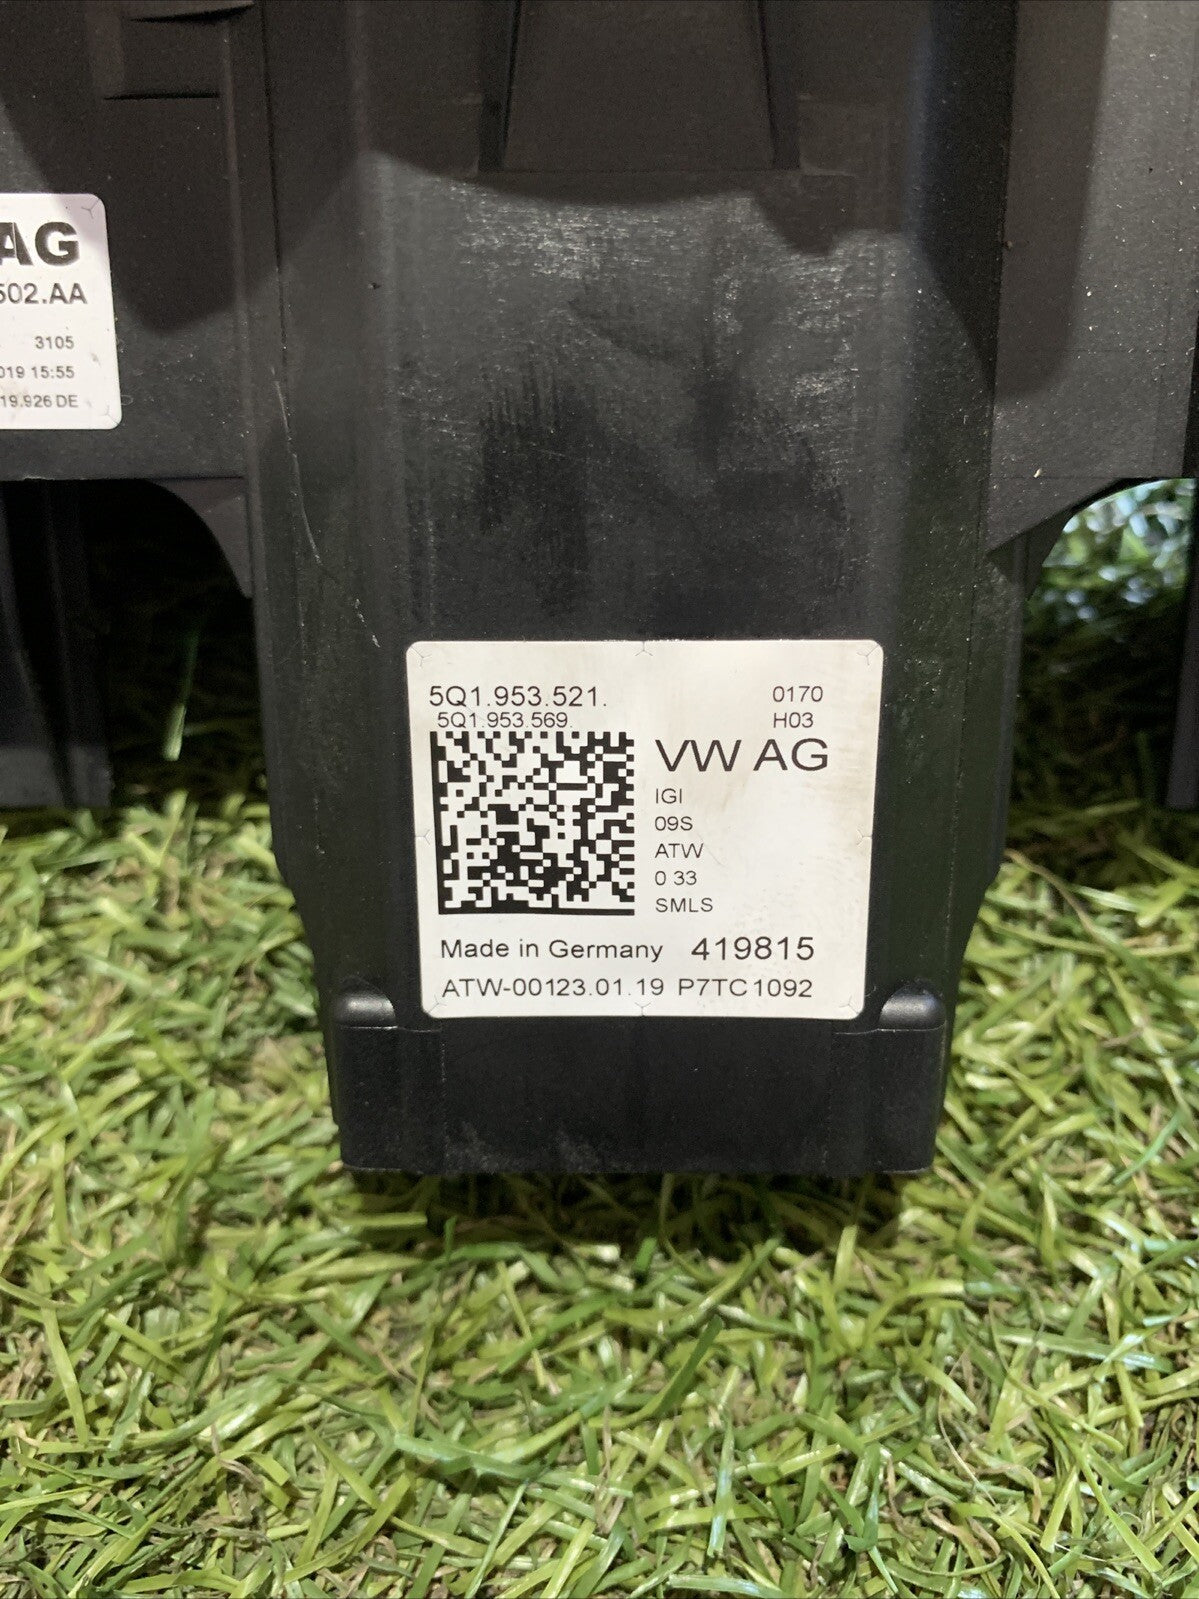 AG
502.AA
3105
019 15:55
19.926 DE
5Q1.953.521. 0170
5Q1.953.569. H03
VW AG
IGI
09S
ATW
0 33
SMLS
Made in Germany 419815
ATW-00123.01.19 P7TC1092